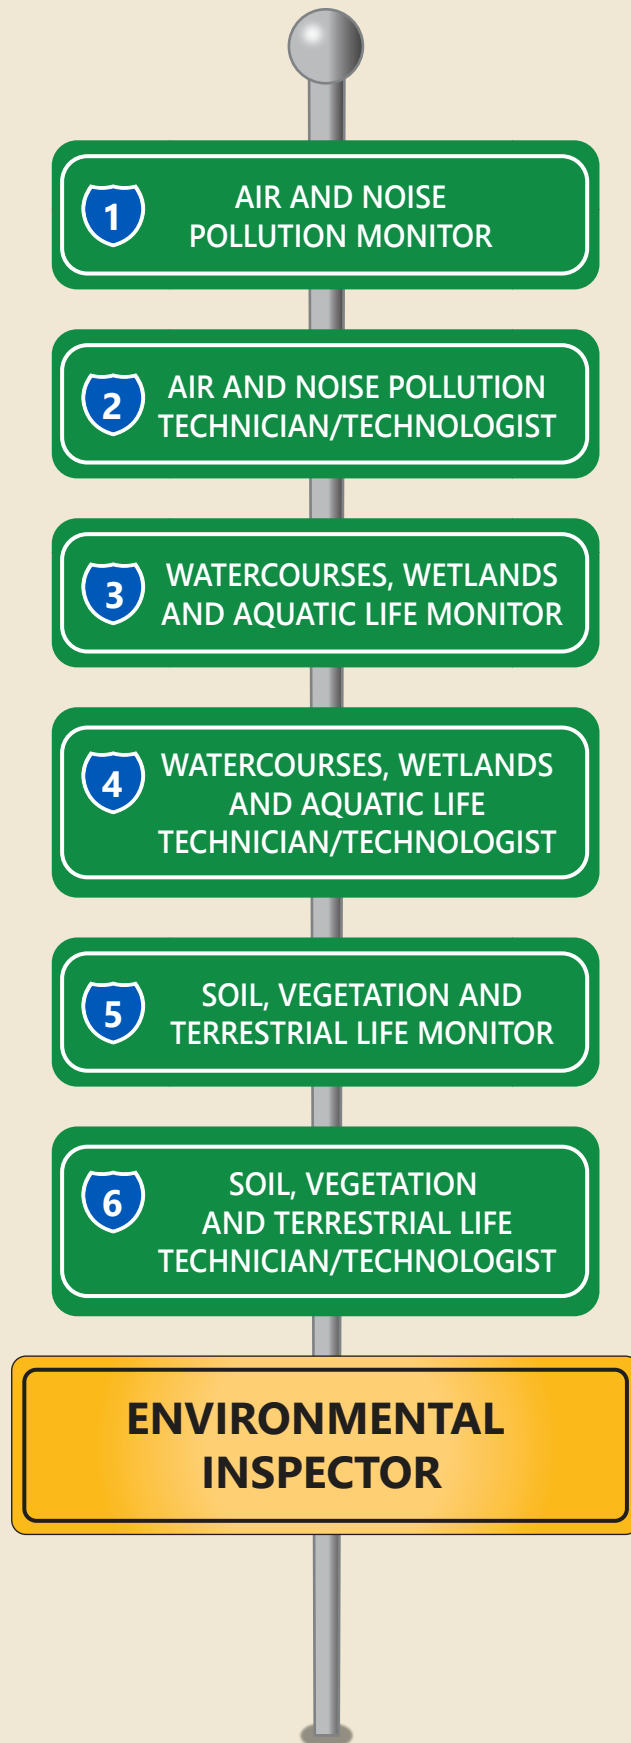 1
AIR AND NOISE
POLLUTION MONITOR
2
AIR AND NOISE POLLUTION
TECHNICIAN/TECHNOLOGIST
3
WATERCOURSES, WETLANDS
AND AQUATIC LIFE MONITOR
4
WATERCOURSES, WETLANDS
AND AQUATIC LIFE
TECHNICIAN/TECHNOLOGIST
5
SOIL, VEGETATION AND
TERRESTRIAL LIFE MONITOR
6
SOIL, VEGETATION
AND TERRESTRIAL LIFE
TECHNICIAN/TECHNOLOGIST
ENVIRONMENTAL
INSPECTOR